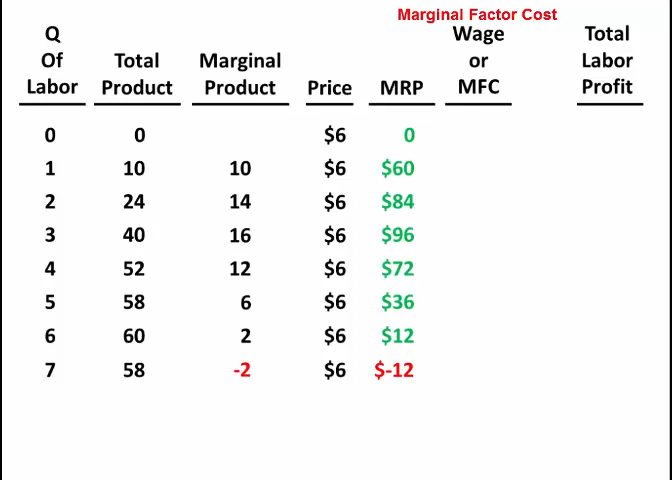 Marginal Factor Cost
Q Wage Total
Of Total Marginal or Labor
Labor Product Product Price MRP MFC Profit
0 0 $6 0
1 10 10 $6 $60
2 24 14 $6 $84
3 40 16 $6 $96
4 52 12 $6 $72
5 58 6 $6 $36
6 60 2 $6 $12
7 58 -2 $6 $-12